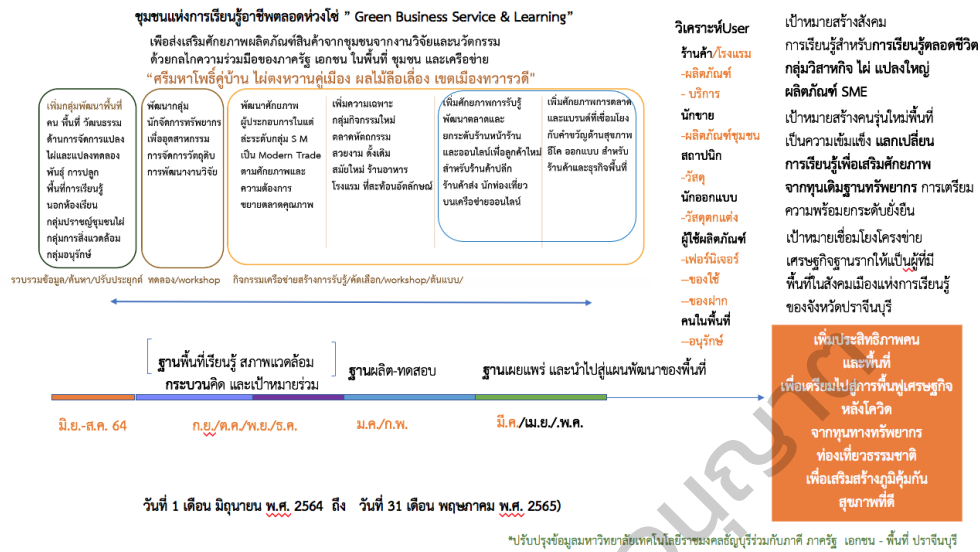 ชุมชนแห่งการเรียนรู้อาชีพตลอดห่วงโซ่ ” Green Business Service & Learning”
เพื่อส่งเสริมศักยภาพผลิตภัณฑ์สินค้าจากชุมชนจากงานวิจัยและนวัตกรรม
ด้วยกลไกความร่วมมือของภาครัฐ เอกชน ในพื้นที่ ชุมชน และเครือข่าย
“ศรีมหาโพธิ์คู่บ้าน ไผ่ตงหวานคู่เมือง ผลไม้ลือเลื่อง เขตเมืองทวารวดี”
เพิ่มกลุ่มพัฒนาพื้นที่
คน พื้นที่ วัฒนธรรม
ด้านการจัดการแปลง
ไผ่และแปลงทดลอง
พันธุ์ การปลูก
พื้นที่การเรียนรู้
นอกห้องเรียน
กลุ่มปราชญ์ชุมชนไผ่
กลุ่มการสิ่งแวดล้อม
กลุ่มอนุรักษ์
พัฒนากลุ่ม
นักจัดการทรัพยากร
เพื่ออุตสาหกรรม
การจัดการวัตถุดิบ
การพัฒนางานวิจัย
พัฒนาศักยภาพ
ผู้ประกอบการในแต่
ล่ะระดับกลุ่ม S M
เป็น Modern Trade
ตามศักยภาพและ
ความต้องการ
ขยายตลาดคุณภาพ
เพิ่มความเฉพาะ
กลุ่มกิจกรรมใหม่
ตลาดหัตถกรรม
สวยงาม ดั้งเดิม
สมัยใหม่ ร้านอาหาร
โรงแรม ที่สะท้อนอัตลักษณ์
เพิ่มศักยภาพการรับรู้
พัฒนาตลาดและ
ยกระดับร้านหน้าร้าน
และออนไลน์เพื่อลูกค้าใหม่
สำหรับร้านค้าปลีก
ร้านค้าส่ง นักท่องเที่ยว
บนเครือข่ายออนไลน์
เพิ่มศักยภาพการตลาด
และแบรนด์ที่เชื่อมโยง
กับคำขวัญด้านสุขภาพ
อีโค ออกแบบ สำหรับ
ร้านค้าและธุรกิจพื้นที่
รวบรวมข้อมูล/ค้นหา/ปรับประยุกต์ ทดลอง/workshop กิจกรรมเครือข่ายสร้างการรับรู้/คัดเลือก/workshop/ต้นแบบ/
วิเคราะห์User
ร้านค้า/โรงแรม
-ผลิตภัณฑ์
- บริการ
นักขาย
-ผลิตภัณฑ์ชุมชน
สถาปนิก
-วัสดุ
นักออกแบบ
-วัสดุตกแต่ง
ผู้ใช้ผลิตภัณฑ์
-เฟอร์นิเจอร์
--ของใช้
--ของฝาก
คนในพื้นที่
--อนุรักษ์
เป้าหมายสร้างสังคม
การเรียนรู้สำหรับการเรียนรู้ตลอดชีวิต
กลุ่มวิสาหกิจ ไผ่ แปลงใหญ่
ผลิตภัณฑ์ SME
เป้าหมายสร้างคนรุ่นใหม่พื้นที่
เป็นความเข้มแข็ง แลกเปลี่ยน
การเรียนรู้เพื่อเสริมศักยภาพ
จากทุนเดิมฐานทรัพยากร การเตรียม
ความพร้อมยกระดับยั่งยืน
เป้าหมายเชื่อมโยงโครงข่าย
เศรษฐกิจฐานรากให้แป็นผู้ที่มี
พื้นที่ในสังคมเมืองแห่งการเรียนรู้
ของจังหวัดปราจีนบุรี
ฐานพื้นที่เรียนรู้ สภาพแวดล้อม
กระบวนคิด และเป้าหมายร่วม
ฐานผลิต-ทดสอบ
ฐานเผยแพร่ และนำไปสู่แผนพัฒนาของพื้นที่
มิ.ย.-ส.ค. 64
ก.ย./ต.ค./พ.ย./ธ.ค.
ม.ค/ก.พ.
มี.ค./เม.ย./.พ.ค.
เพิ่มประสิทธิภาพคน
และพื้นที่
เพื่อเตรียมไปสู่การฟื้นฟูเศรษฐกิจ
หลังโควิด
จากทุนทางทรัพยากร
ท่องเที่ยวธรรมชาติ
เพื่อเสริมสร้างภูมิคุ้มกัน
สุขภาพที่ดี
วันที่ 1 เดือน มิถุนายน พ.ศ. 2564 ถึง วันที่ 31 เดือน พฤษภาคม พ.ศ. 2565)
*ปรับปรุงข้อมูลมหาวิทยาลัยเทคโนโลยีราชมงคลธัญบุรีร่วมกับภาคี ภาครัฐ เอกชน - พื้นที่ ปราจีนบุรี